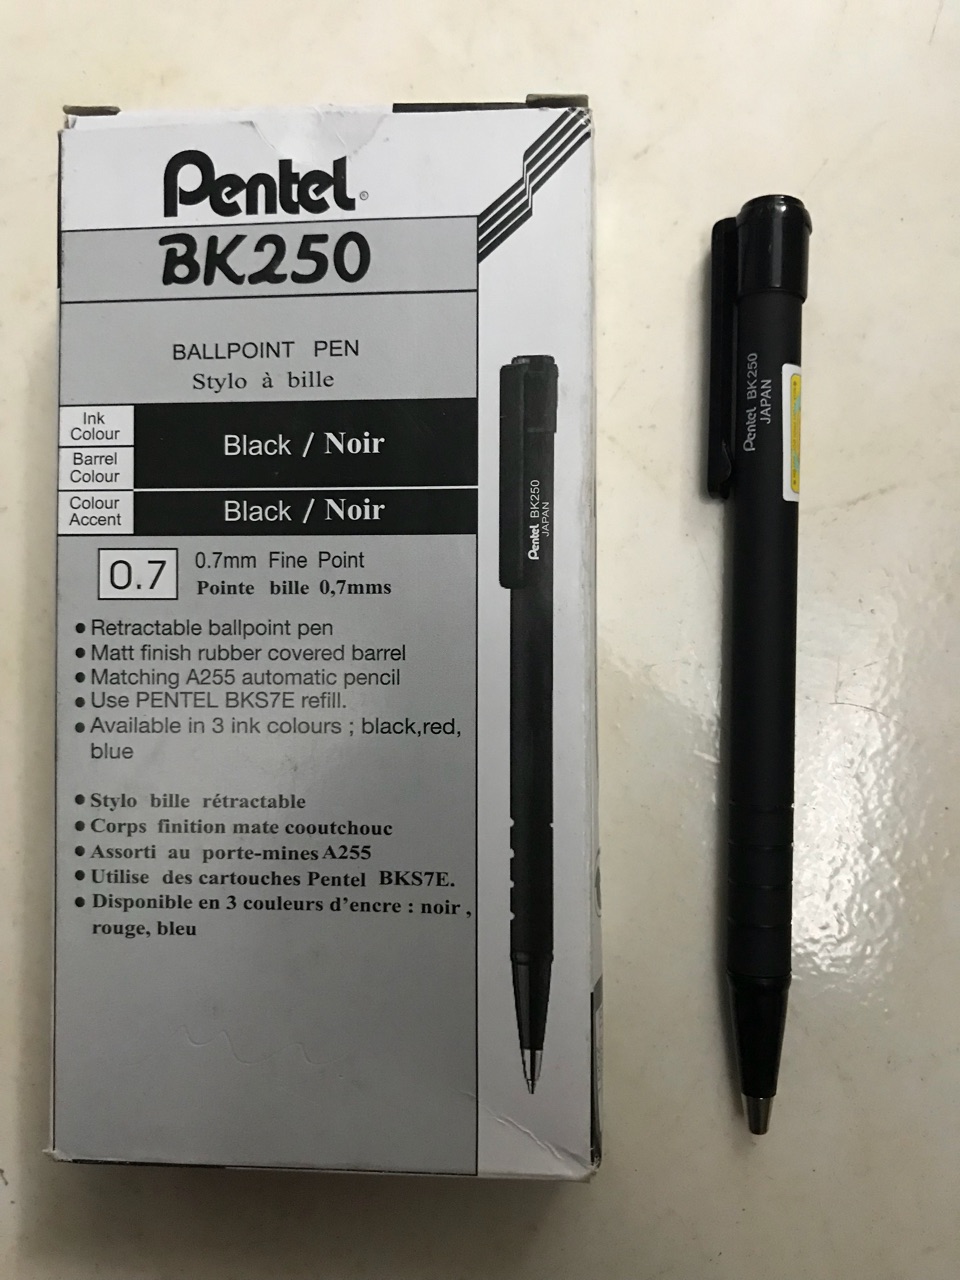 Pentel®
BK250
BALLPOINT PEN
Stylo à bille
Ink
Colour
Barrel
Colour
Black / Noir
Colour
Accent
Black / Noir
0.7
0.7mm Fine Point
Pointe bille 0,7mms
● Retractable ballpoint pen
● Matt finish rubber covered barrel
● Matching A255 automatic pencil
● Use PENTEL BKS7E refill.
● Available in 3 ink colours ; black,red,
blue
● Stylo bille rétractable
● Corps finition mate cooutchouc
● Assorti au porte-mines A255
● Utilise des cartouches Pentel BKS7E.
● Disponible en 3 couleurs d’encre : noir ,
rouge, bleu
Pentel BK250
JAPAN
Pentel BK250
JAPAN